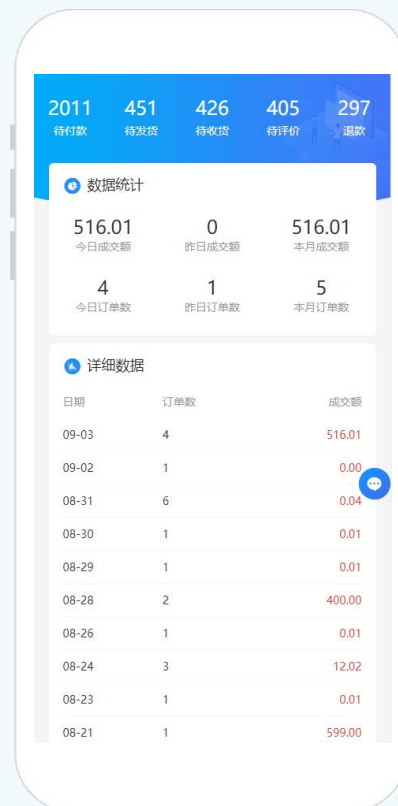 2011 451 426 405 297
待付款 待发货 待收货 待评价 退款
数据统计
516.01 0 516.01
今日成交额 昨日成交额 本月成交额
4 1 5
今日订单数 昨日订单数 本月订单数
详细数据
日期 订单数 成交额
09-03 4 516.01
09-02 1 0.00
08-31 6 0.04
08-30 1 0.01
08-29 1 0.01
08-28 2 400.00
08-26 1 0.01
08-24 3 12.02
08-23 1 0.01
08-21 1 599.00